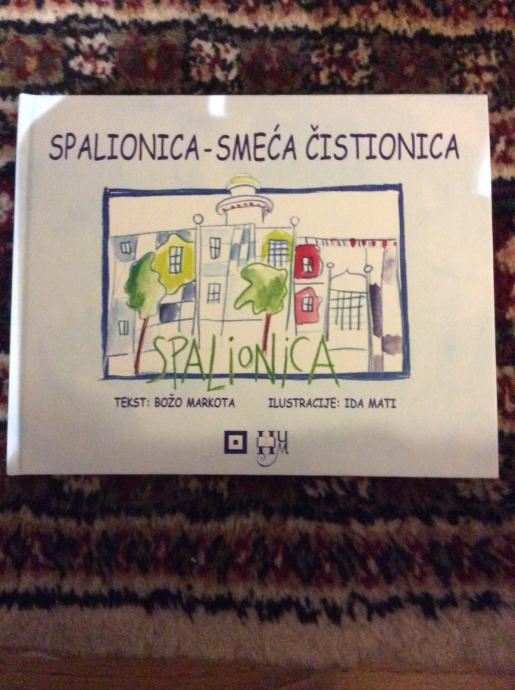 SPALIONICA-SMEĆA ČISTIONICA
SPALIONICA
TEKST: BOŽO MARKOTA ILUSTRACIJE: IDA MATI